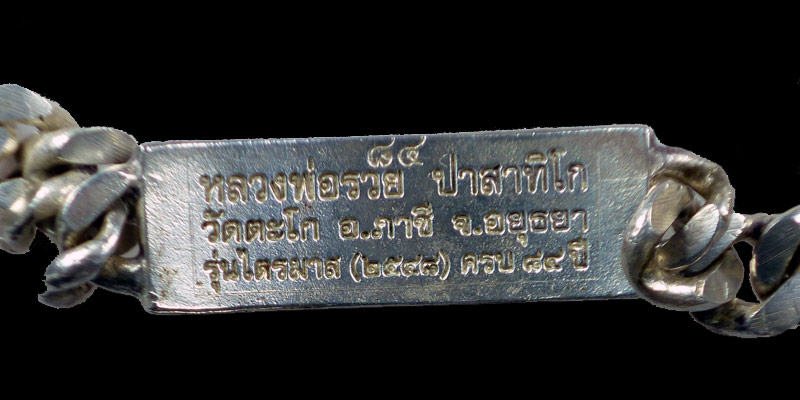 ๘๔
หลวงพ่อรวย ปาสาทิโก
วัดตะโก อ.ภาชี จ.อยุธยา
รุ่นไตรมาส (๒๕๔๘) ครบ ๘๔ ปี